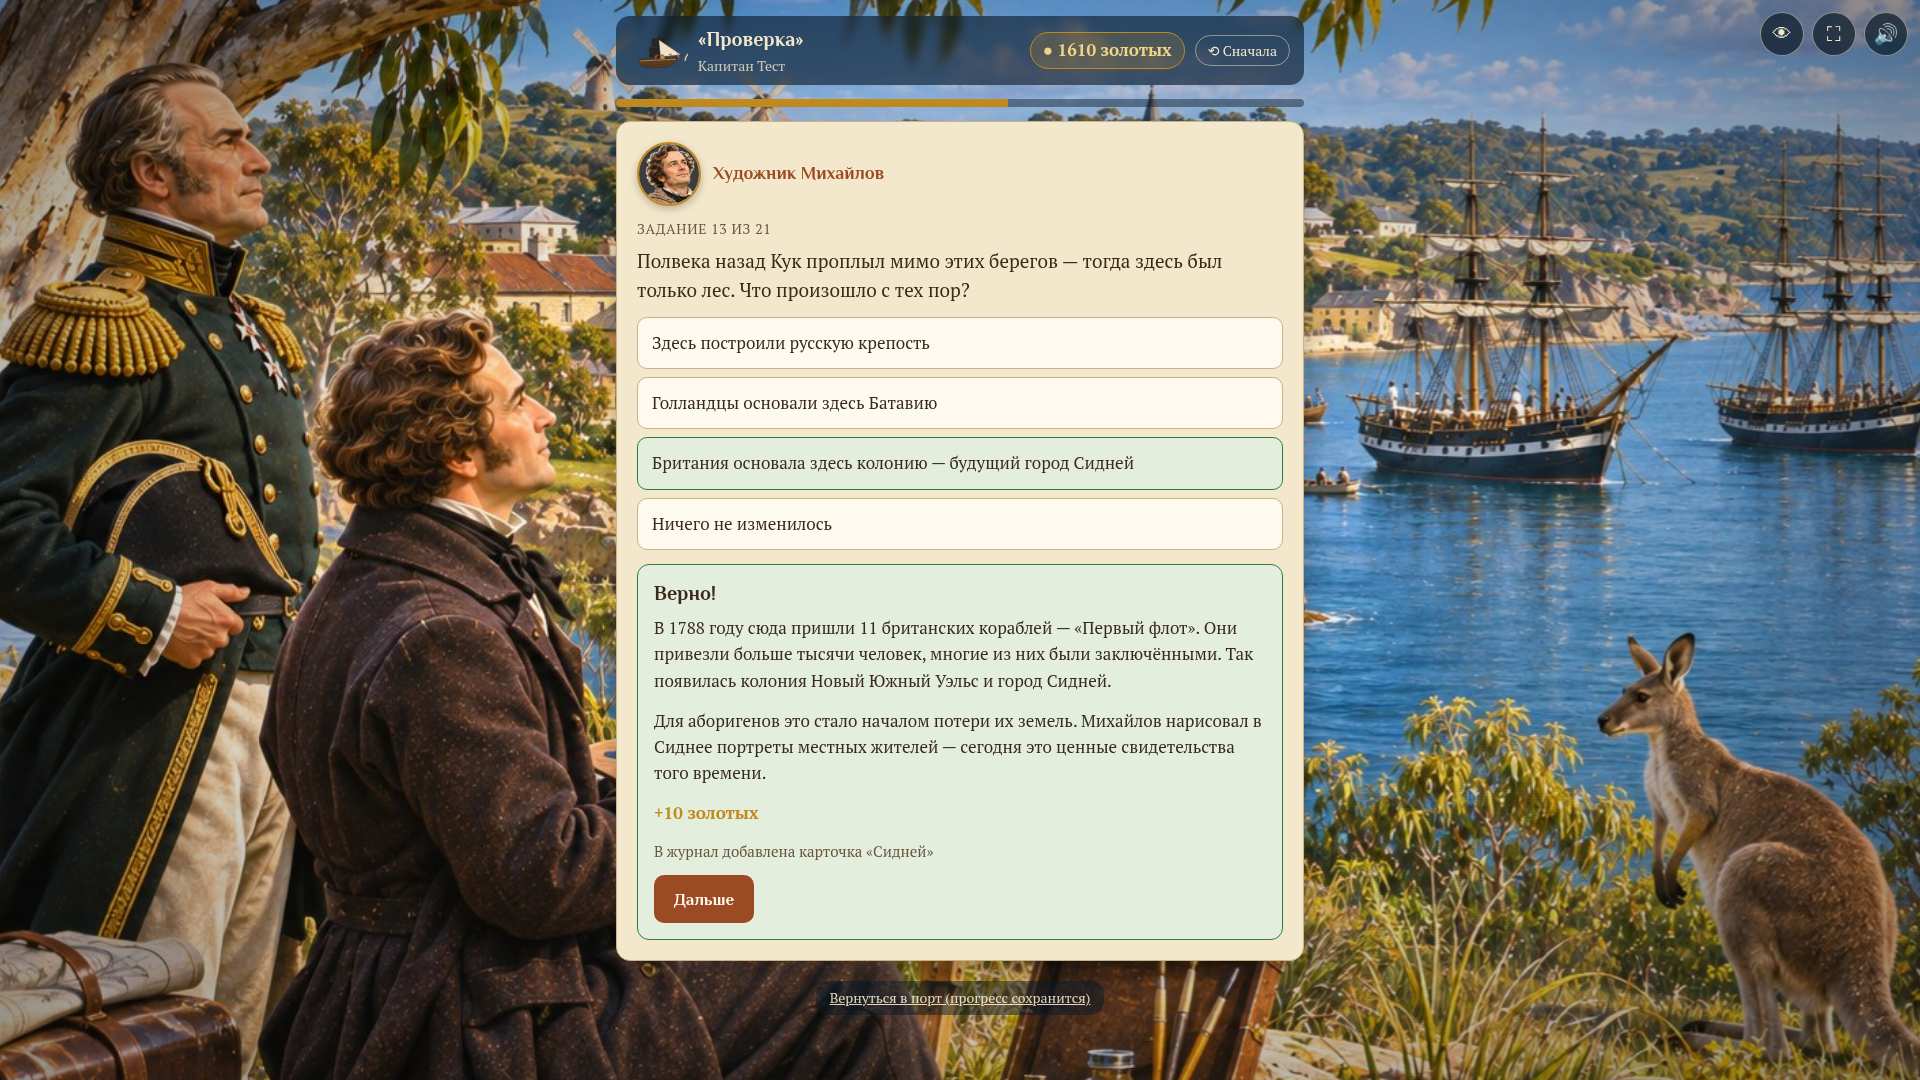 «Проверка»
Капитан Тест
● 1610 золотых
⟲ Сначала
Художник Михайлов
ЗАДАНИЕ 13 ИЗ 21
Полвека назад Кук проплыл мимо этих берегов — тогда здесь был
только лес. Что произошло с тех пор?
Здесь построили русскую крепость
Голландцы основали здесь Батавию
Британия основала здесь колонию — будущий город Сидней
Ничего не изменилось
Верно!
В 1788 году сюда пришли 11 британских кораблей — «Первый флот». Они
привезли больше тысячи человек, многие из них были заключёнными. Так
появилась колония Новый Южный Уэльс и город Сидней.
Для аборигенов это стало началом потери их земель. Михайлов нарисовал в
Сиднее портреты местных жителей — сегодня это ценные свидетельства
того времени.
+10 золотых
В журнал добавлена карточка «Сидней»
Дальше
Вернуться в порт (прогресс сохранится)